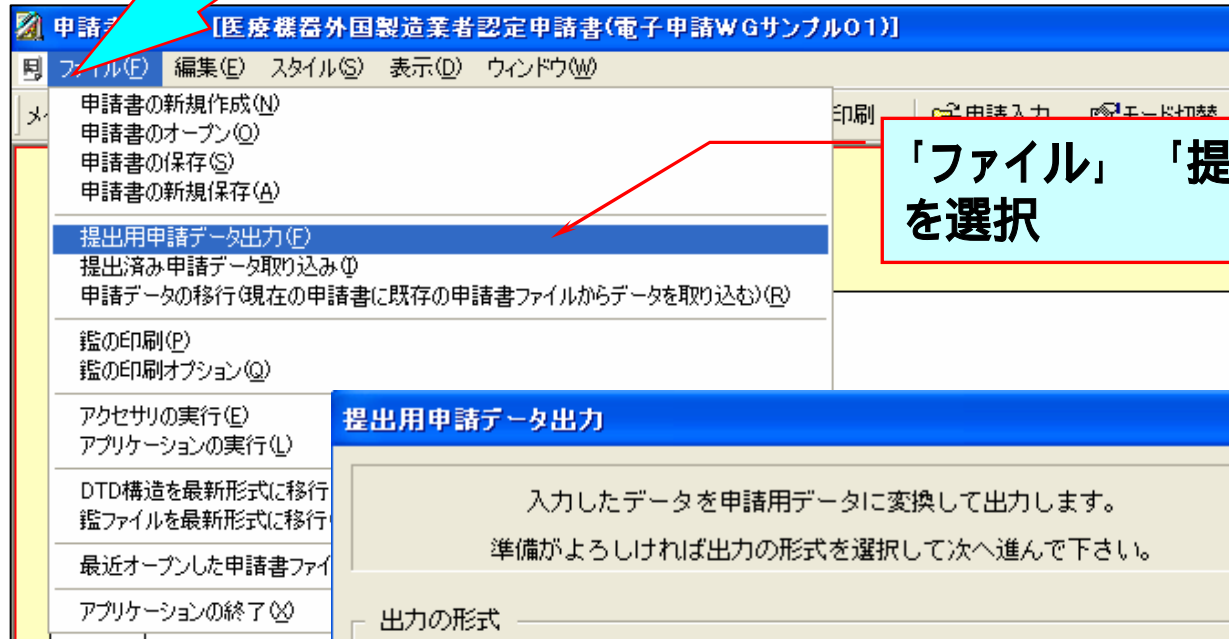 申請 [医療機器外国製造業者認定申請書(電子申請WGサンプル01)]
ファイル(F) 編集(E) スタイル(S) 表示(D) ウィンドウ(W)
印刷 申請入力 モード切替
申請書の新規作成(N)
申請書のオープン(O)
申請書の保存(S)
申請書の新規保存(A)
「ファイル」 「提
を選択
提出用申請データ出力(F)
提出済み申請データ取り込み(I)
申請データの移行(現在の申請書に既存の申請書ファイルからデータを取り込む)(R)
鑑の印刷(P)
鑑の印刷オプション(Q)
アクセサリの実行(E)
アプリケーションの実行(L)
DTD構造を最新形式に移行
鑑ファイルを最新形式に移行
最近オープンした申請書ファイ
アプリケーションの終了(X)
提出用申請データ出力
入力したデータを申請用データに変換して出力します。
準備がよろしければ出力の形式を選択して次へ進んで下さい。
出力の形式